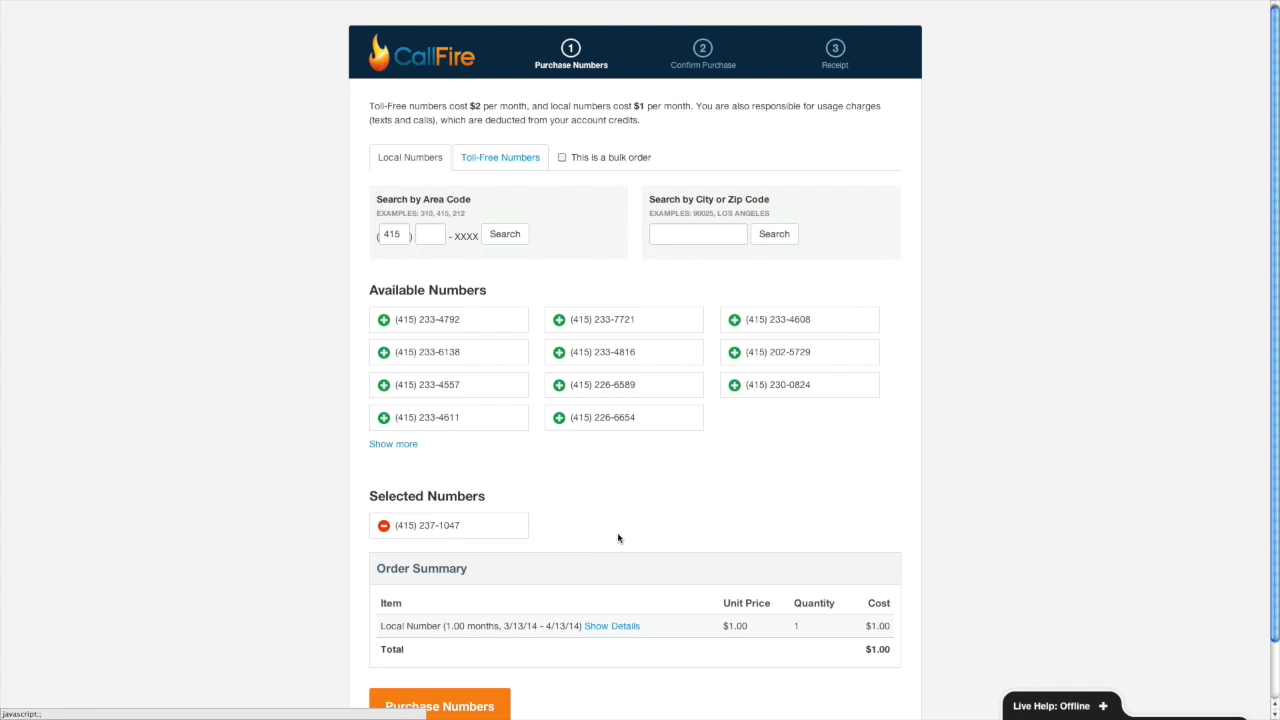 CallFire
1
Purchase Numbers
2
Confirm Purchase
3
Receipt
Toll-Free numbers cost $2 per month, and local numbers cost $1 per month. You are also responsible for usage charges
(texts and calls), which are deducted from your account credits.
Local Numbers Toll-Free Numbers This is a bulk order
Search by Area Code
EXAMPLES: 310, 415, 212
(415) - XXXX Search
Search by City or Zip Code
EXAMPLES: 90025, LOS ANGELES
Search
Available Numbers
(415) 233-4792 (415) 233-7721 (415) 233-4608
(415) 233-6138 (415) 233-4816 (415) 202-5729
(415) 233-4557 (415) 226-6589 (415) 230-0824
(415) 233-4611 (415) 226-6654
Show more
Selected Numbers
(415) 237-1047
Order Summary
Item Unit Price Quantity Cost
Local Number (1.00 months, 3/13/14 - 4/13/14) Show Details $1.00 1 $1.00
Total $1.00
Purchase Numbers
Live Help: Offline
javascript:;